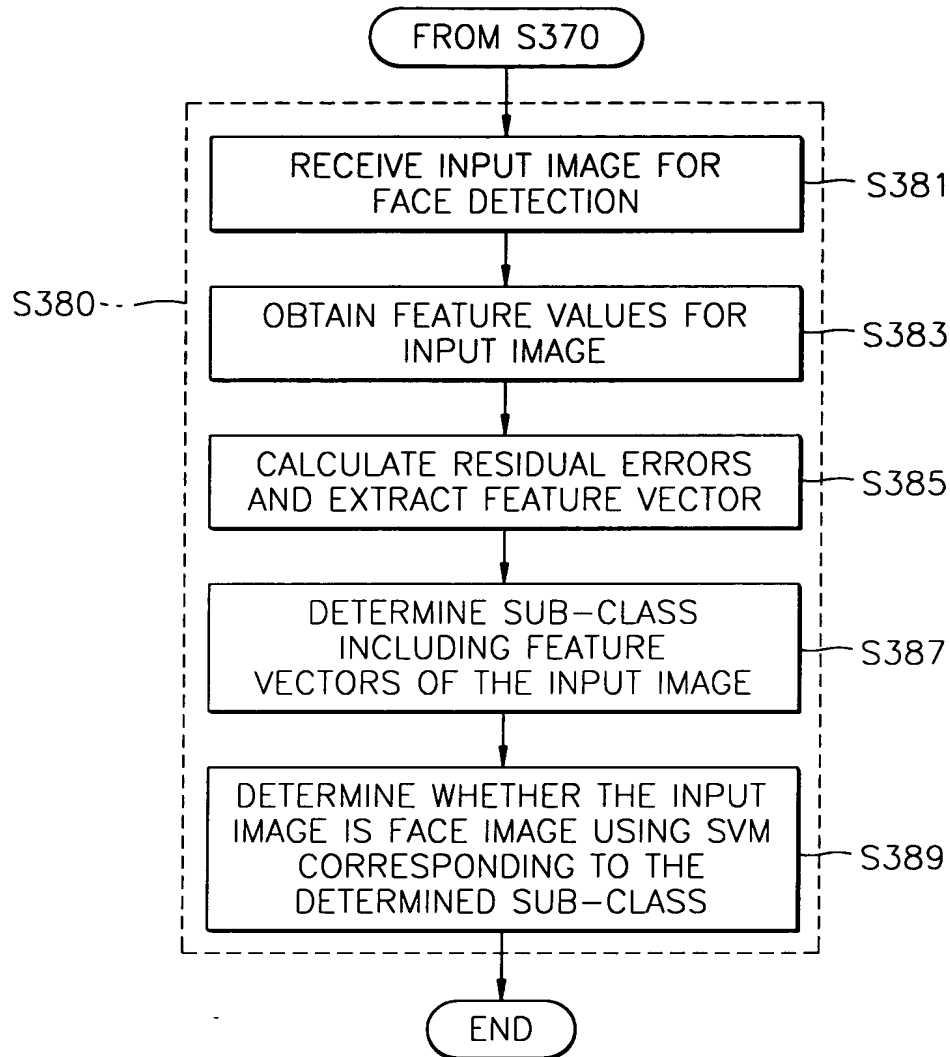 FROM S370
RECEIVE INPUT IMAGE FOR
FACE DETECTION
S381
S380
OBTAIN FEATURE VALUES FOR
INPUT IMAGE
S383
CALCULATE RESIDUAL ERRORS
AND EXTRACT FEATURE VECTOR
S385
DETERMINE SUB-CLASS
INCLUDING FEATURE
VECTORS OF THE INPUT IMAGE
S387
DETERMINE WHETHER THE INPUT
IMAGE IS FACE IMAGE USING SVM
CORRESPONDING TO THE
DETERMINED SUB-CLASS
S389
END